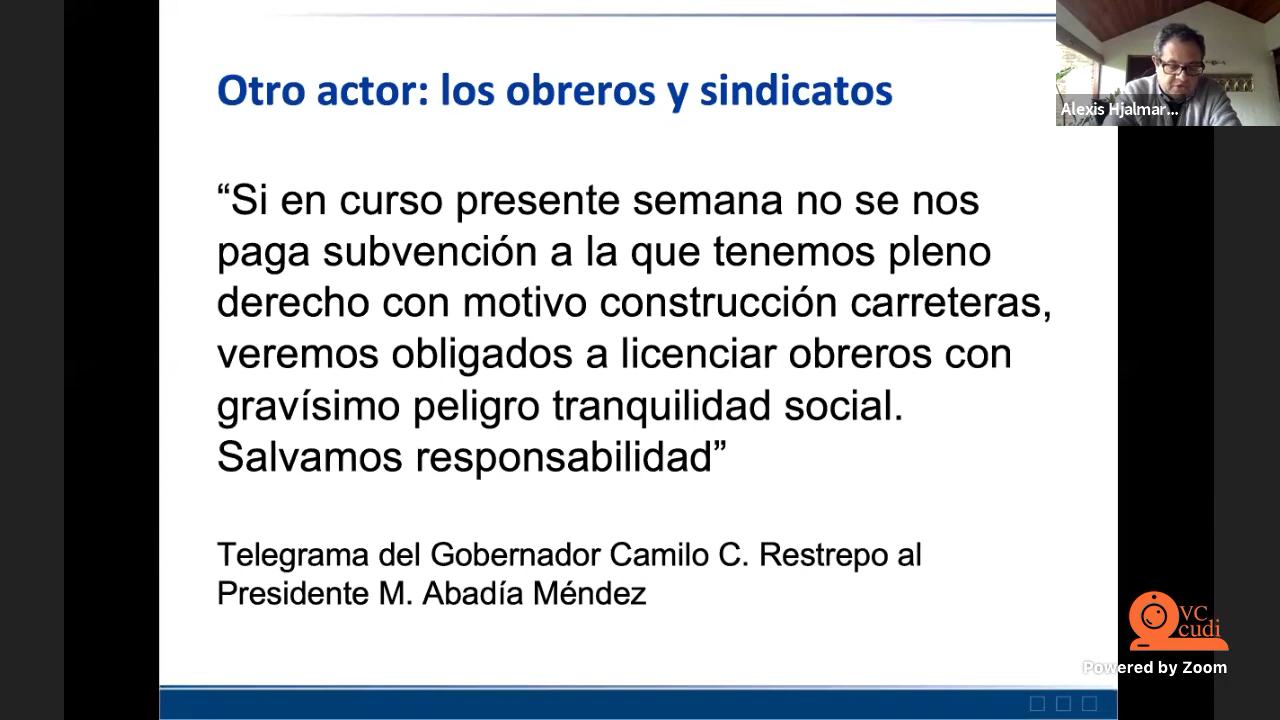 Otro actor: los obreros y sindicatos
Alexis Hjalmar...
“Si en curso presente semana no se nos
paga subvención a la que tenemos pleno
derecho con motivo construcción carreteras,
veremos obligados a licenciar obreros con
gravísimo peligro tranquilidad social.
Salvamos responsabilidad”
Telegrama del Gobernador Camilo C. Restrepo al
Presidente M. Abadía Méndez
VC
cudi
Powered by Zoom